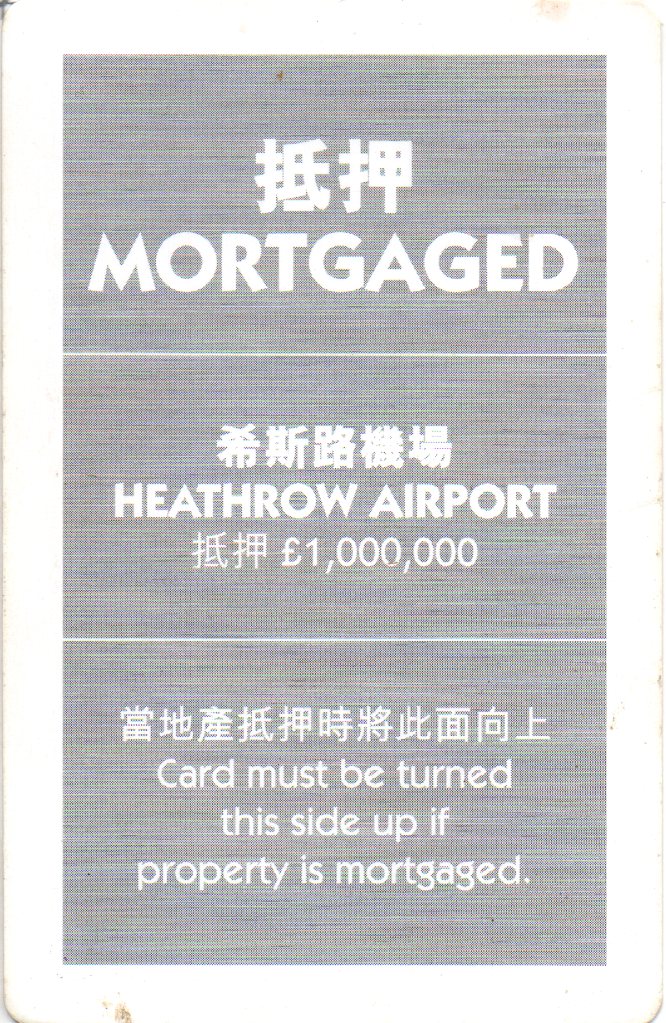 抵押
MORTGAGED
希斯路機場
HEATHROW AIRPORT
抵押 £1,000,000
當地產抵押時將此面向上
Card must be turned
this side up if
property is mortgaged.